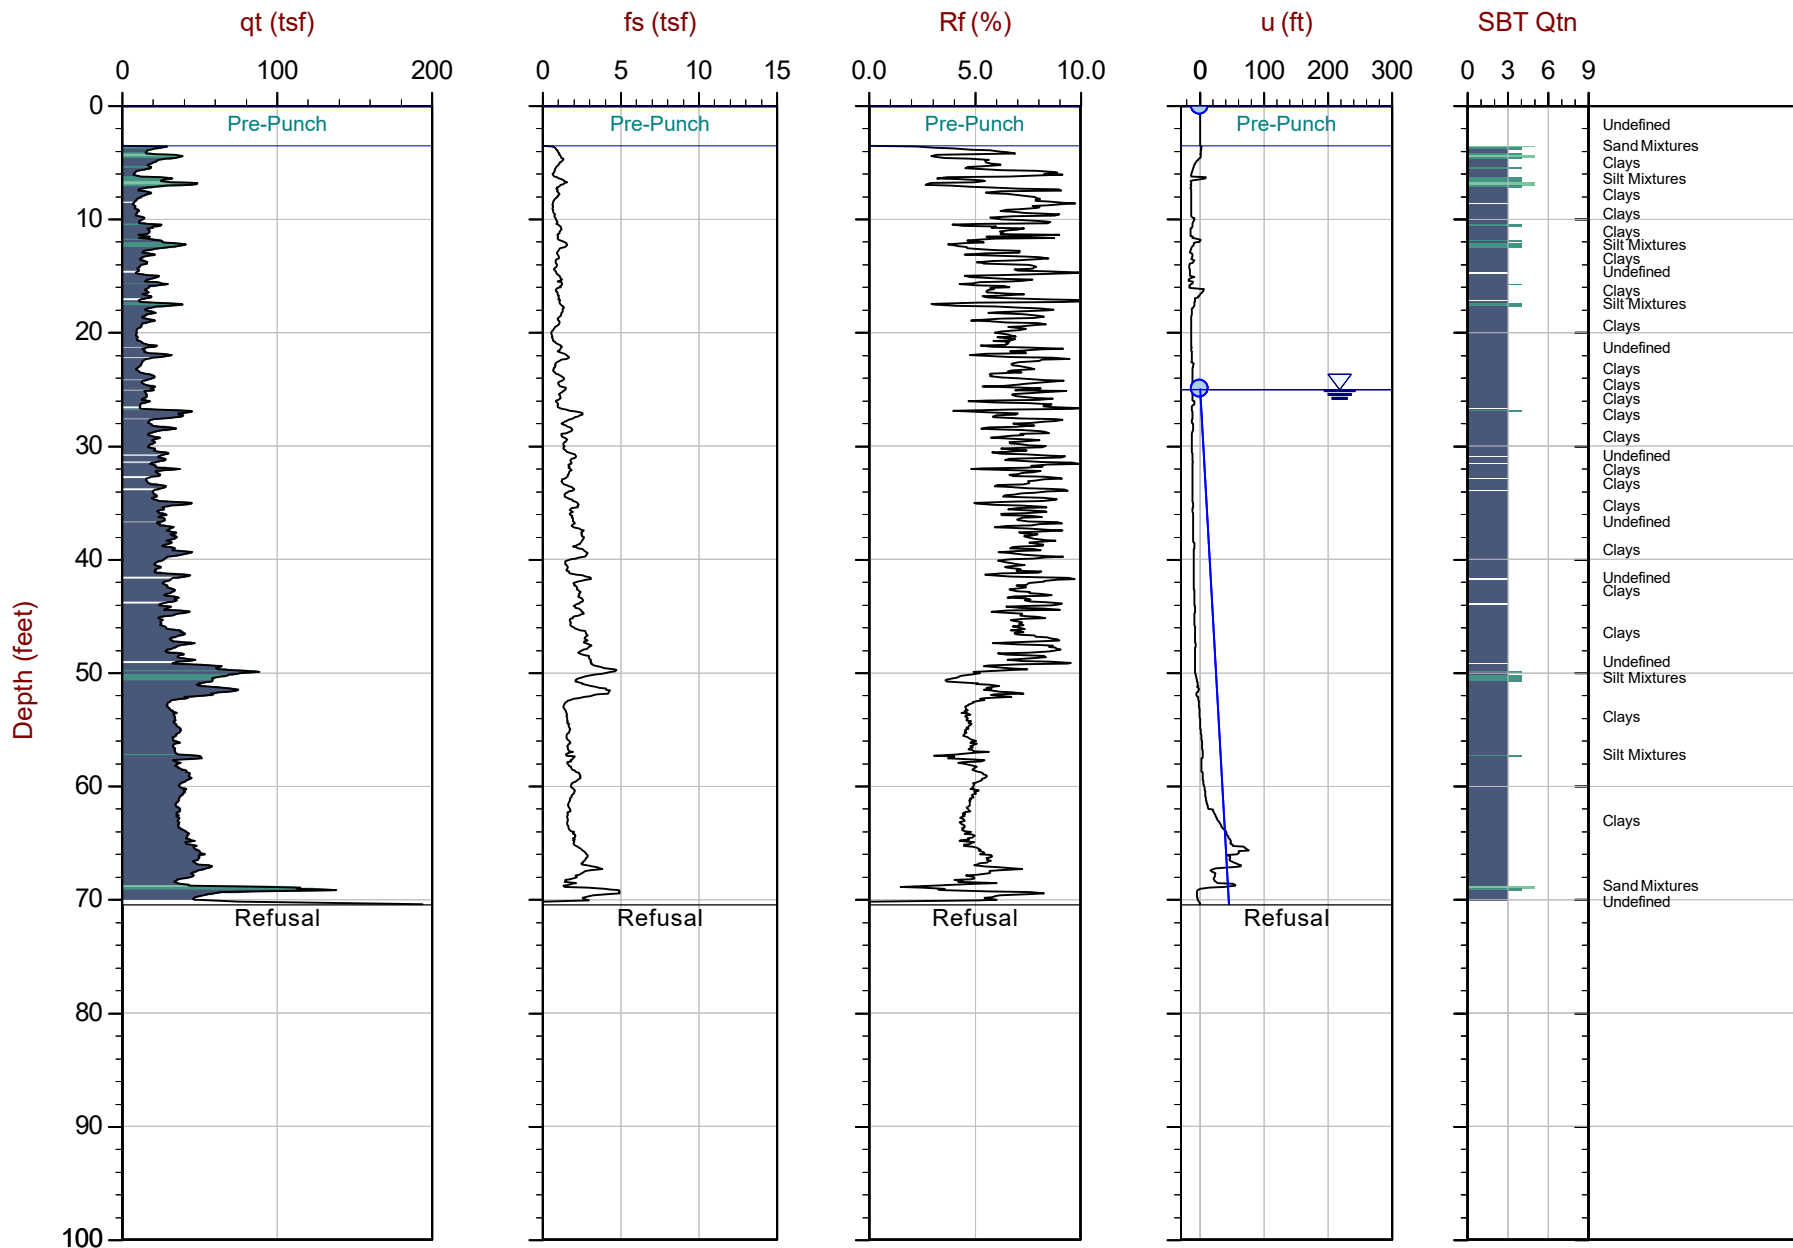 qt (tsf) fs (tsf) Rf (%) u (ft) SBT Qtn
0 100 200 0 5 10 15 0.0 5.0 10.0 0 100 200 300 0 3 6 9
0
Pre-Punch Pre-Punch Pre-Punch Pre-Punch
Undefined
Sand Mixtures
Clays
Silt Mixtures
Clays
10
Clays
Clays
Silt Mixtures
Clays
Undefined
Clays
Silt Mixtures
20
Clays
Undefined
Clays
Clays
Clays
Clays
30
Clays
Undefined
Clays
Clays
Clays
Undefined
40
Clays
Undefined
Clays
Clays
50
Undefined
Silt Mixtures
Clays
Silt Mixtures
60
Clays
70
Sand Mixtures
Undefined
Refusal Refusal Refusal Refusal
80
90
100
Depth (feet)